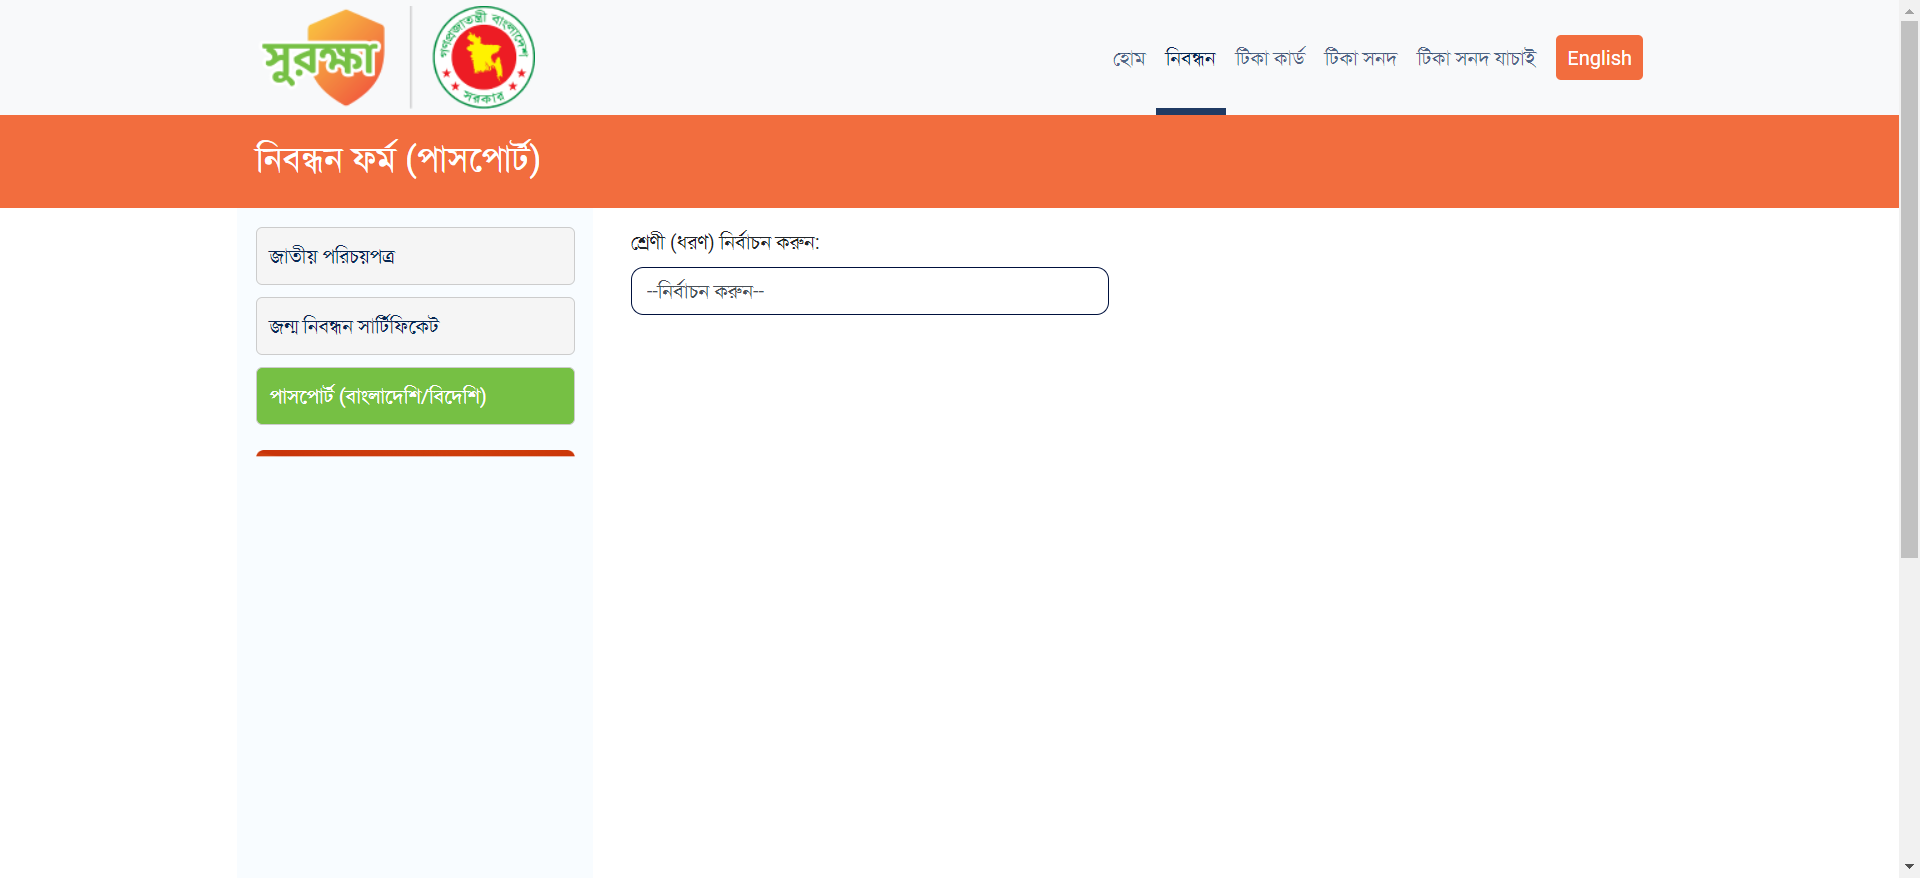 সুরক্ষা
গণপ্রজাতন্ত্রী বাংলাদেশ
সরকার
হোম
নিবন্ধন
টিকা কার্ড
টিকা সনদ
টিকা সনদ যাচাই
English
নিবন্ধন ফর্ম (পাসপোর্ট)
জাতীয় পরিচয়পত্র
জন্ম নিবন্ধন সার্টিফিকেট
পাসপোর্ট (বাংলাদেশি/বিদেশি)
শ্রেণী (ধরণ) নির্বাচন করুন:
--নির্বাচন করুন--